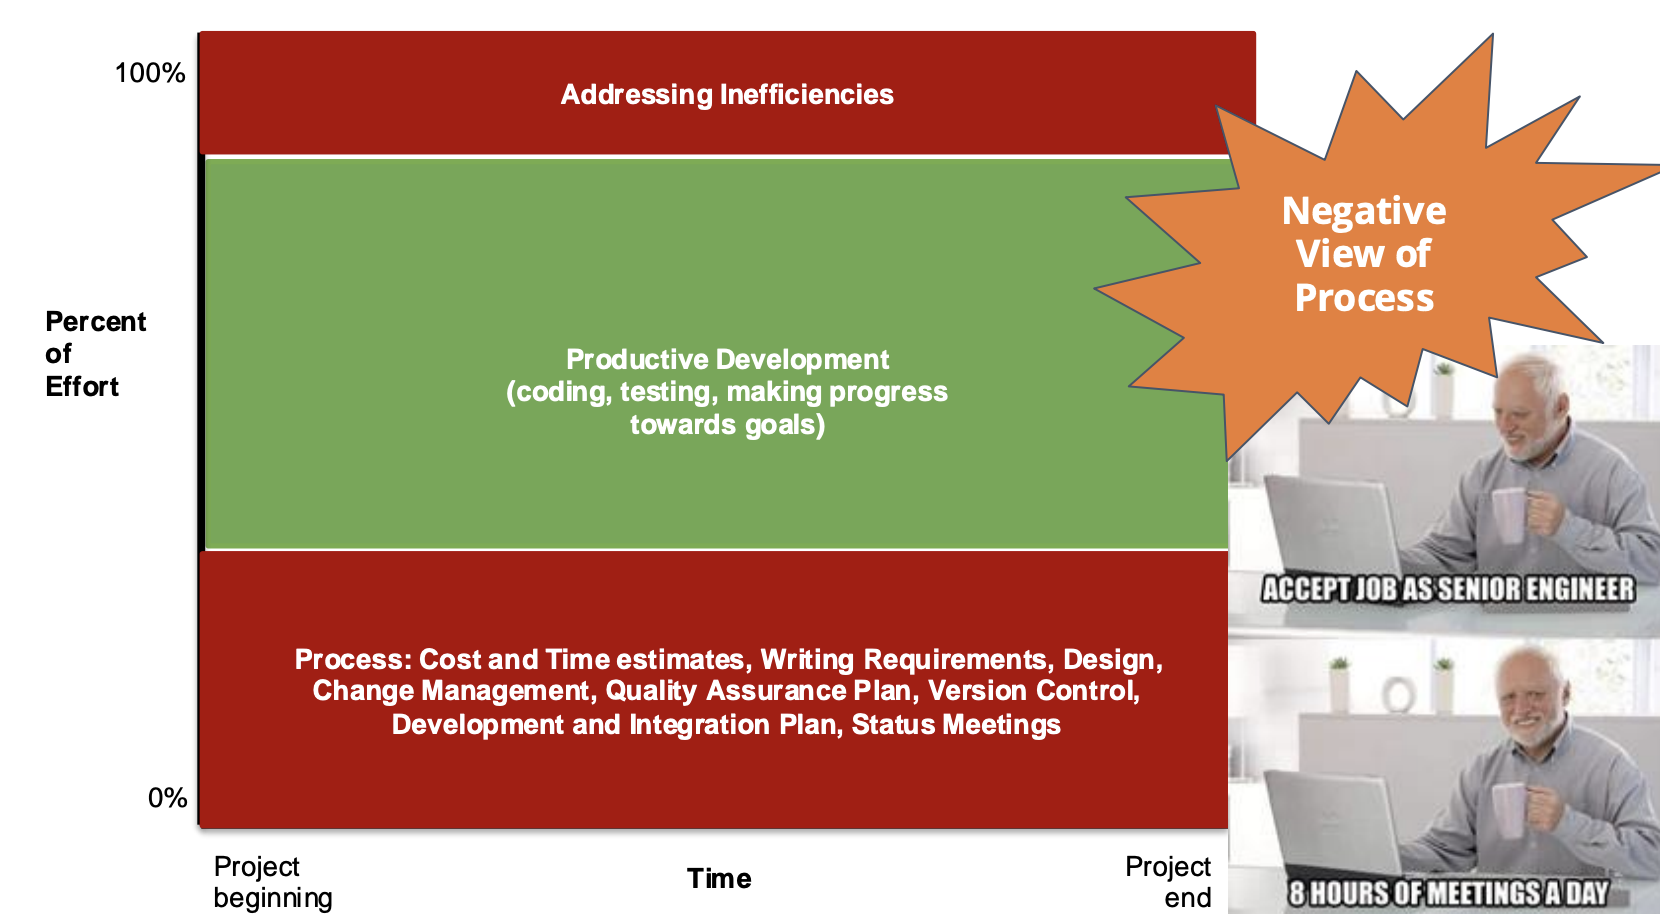 100%
Addressing Inefficiencies
Negative
View of
Process
Percent
of
Effort
Productive Development
(coding, testing, making progress
towards goals)
ACCEPT JOB AS SENIOR ENGINEER
Process: Cost and Time estimates, Writing Requirements, Design,
Change Management, Quality Assurance Plan, Version Control,
Development and Integration Plan, Status Meetings
0%
8 HOURS OF MEETINGS A DAY
Project
beginning
Time
Project
end